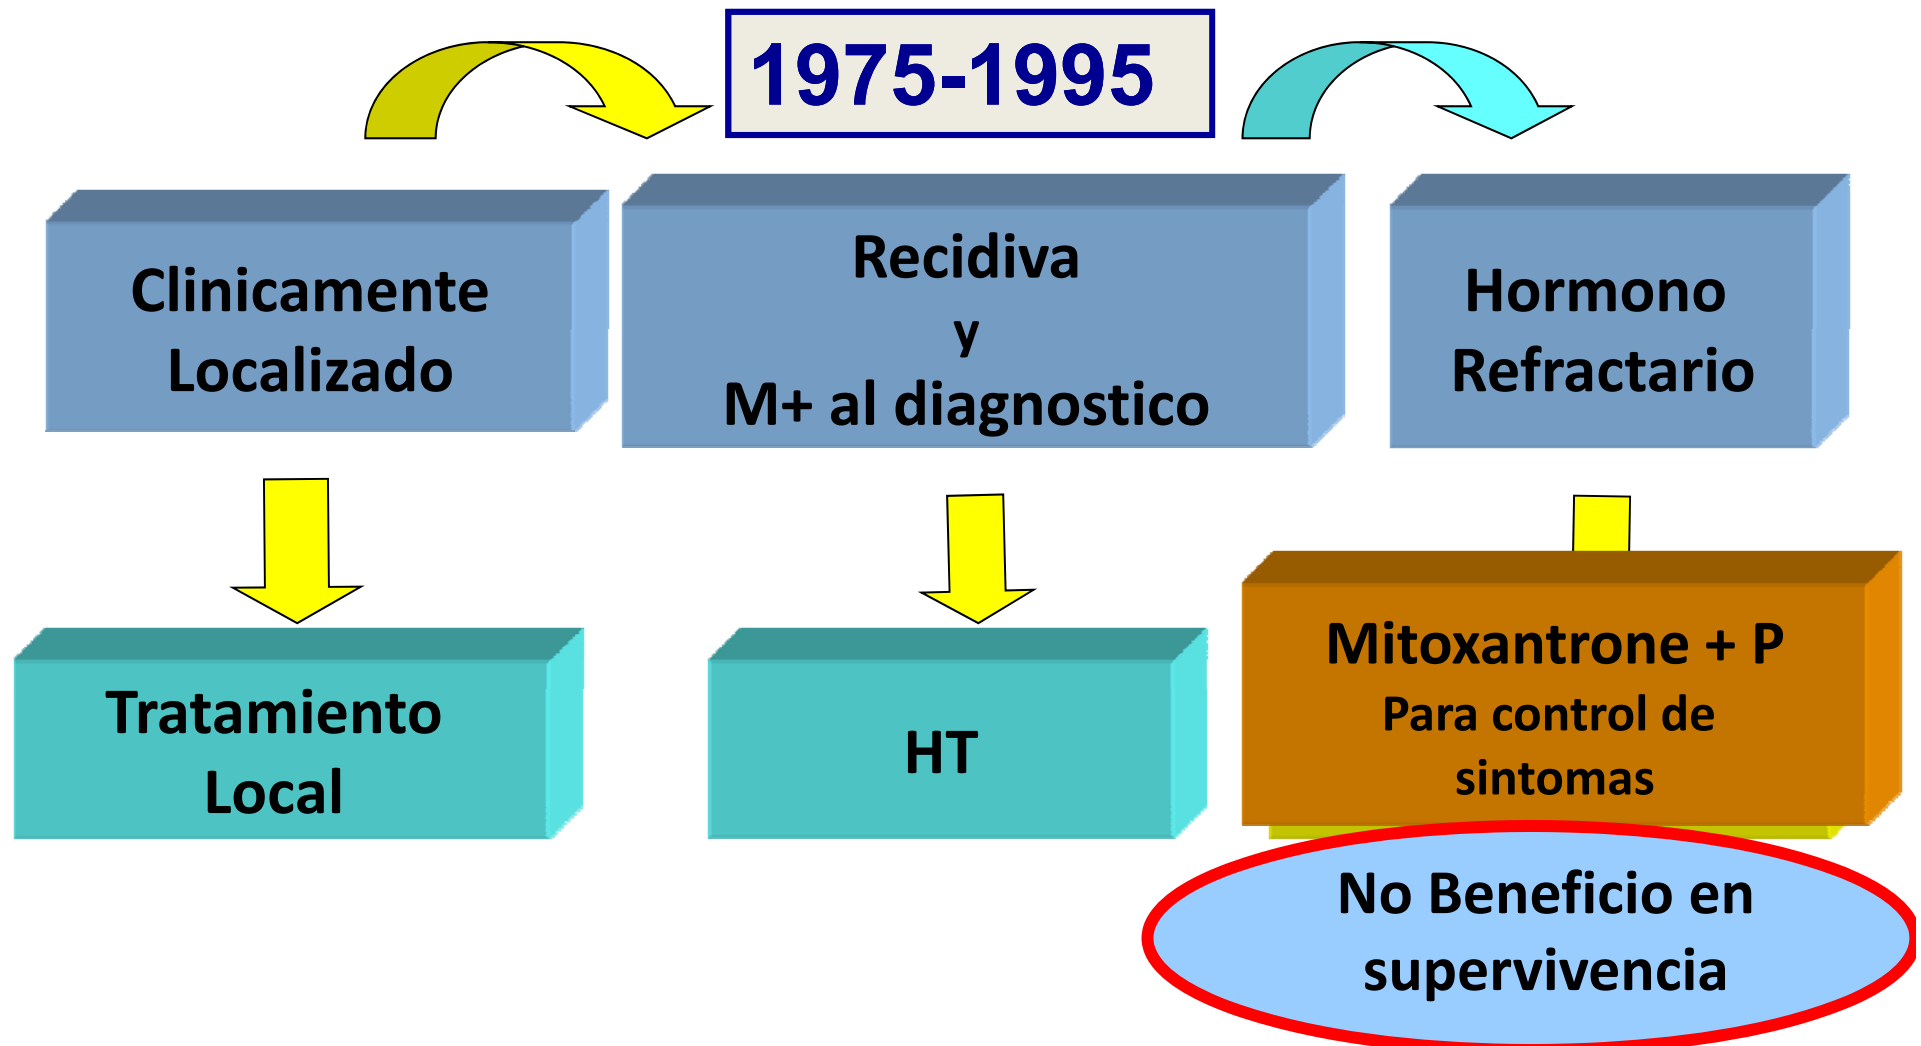 1975-1995
Clinicamente
Localizado
Recidiva
y
M+ al diagnostico
Hormono
Refractario
Tratamiento
Local
HT
Mitoxantrone + P
Para control de
sintomas
No Beneficio en
supervivencia